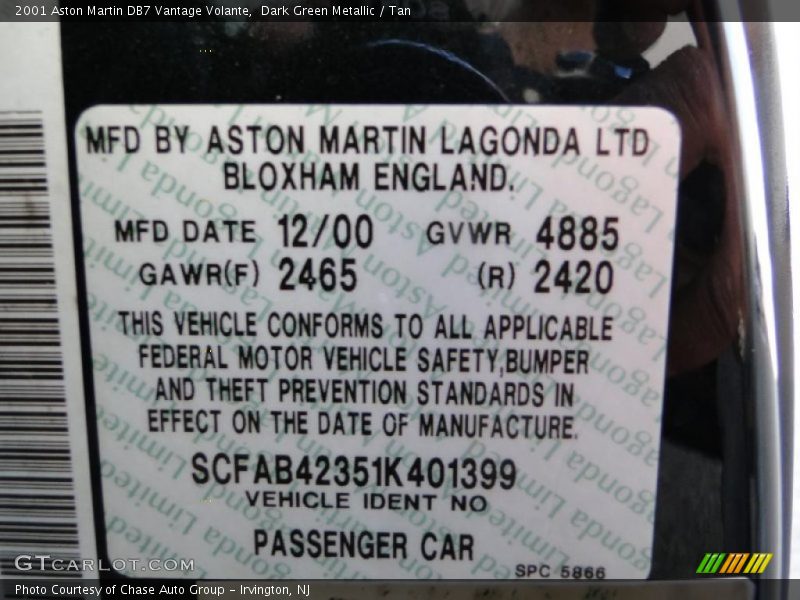 2001 Aston Martin DB7 Vantage Volante,  Dark Green Metallic / Tan
MFD BY ASTON MARTIN LAGONDA LTD
BLOXHAM ENGLAND.
MFD DATE 12/00 GVWR 4885
GAWR(F) 2465 (R) 2420
THIS VEHICLE CONFORMS TO ALL APPLICABLE
FEDERAL MOTOR VEHICLE SAFETY,BUMPER
AND THEFT PREVENTION STANDARDS IN
EFFECT ON THE DATE OF MANUFACTURE.
SCFAB42351K401399
VEHICLE IDENT NO
PASSENGER CAR
SPC 5866
GTCARLOT.COM
Photo Courtesy of Chase Auto Group - Irvington, NJ